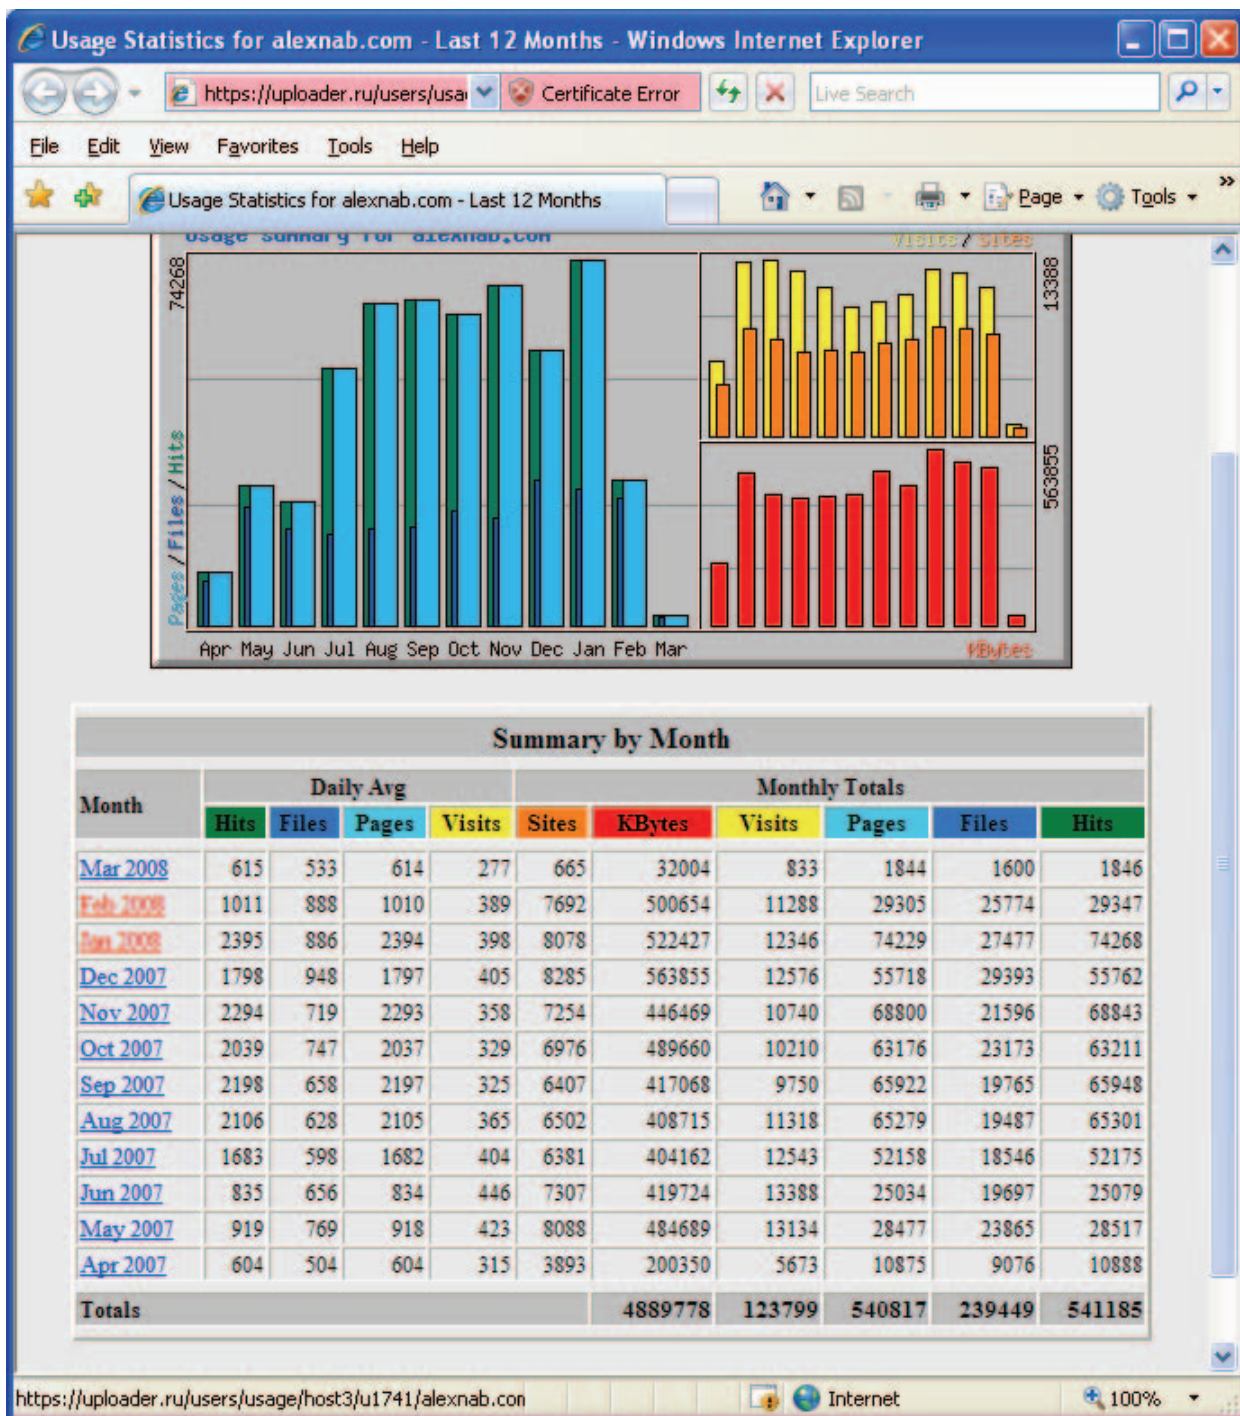 Usage Statistics for alexnab.com - Last 12 Months - Windows Internet Explorer
https://uploader.ru/users/usa Certificate Error Live Search
File Edit View Favorites Tools Help
Usage Statistics for alexnab.com - Last 12 Months Page Tools »
Usage summary for alexnab.com Visits / Sites
74268
13388
Pages / Files / Hits
563855
Apr May Jun Jul Aug Sep Oct Nov Dec Jan Feb Mar KBytes
Summary by Month
Month Daily Avg Monthly Totals
Hits Files Pages Visits Sites KBytes Visits Pages Files Hits
Mar 2008 615 533 614 277 665 32004 833 1844 1600 1846
Feb 2008 1011 888 1010 389 7692 500654 11288 29305 25774 29347
Jan 2008 2395 886 2394 398 8078 522427 12346 74229 27477 74268
Dec 2007 1798 948 1797 405 8285 563855 12576 55718 29393 55762
Nov 2007 2294 719 2293 358 7254 446469 10740 68800 21596 68843
Oct 2007 2039 747 2037 329 6976 489660 10210 63176 23173 63211
Sep 2007 2198 658 2197 325 6407 417068 9750 65922 19765 65948
Aug 2007 2106 628 2105 365 6502 408715 11318 65279 19487 65301
Jul 2007 1683 598 1682 404 6381 404162 12543 52158 18546 52175
Jun 2007 835 656 834 446 7307 419724 13388 25034 19697 25079
May 2007 919 769 918 423 8088 484689 13134 28477 23865 28517
Apr 2007 604 504 604 315 3893 200350 5673 10875 9076 10888
Totals 4889778 123799 540817 239449 541185
https://uploader.ru/users/usage/host3/u1741/alexnab.con Internet 100%